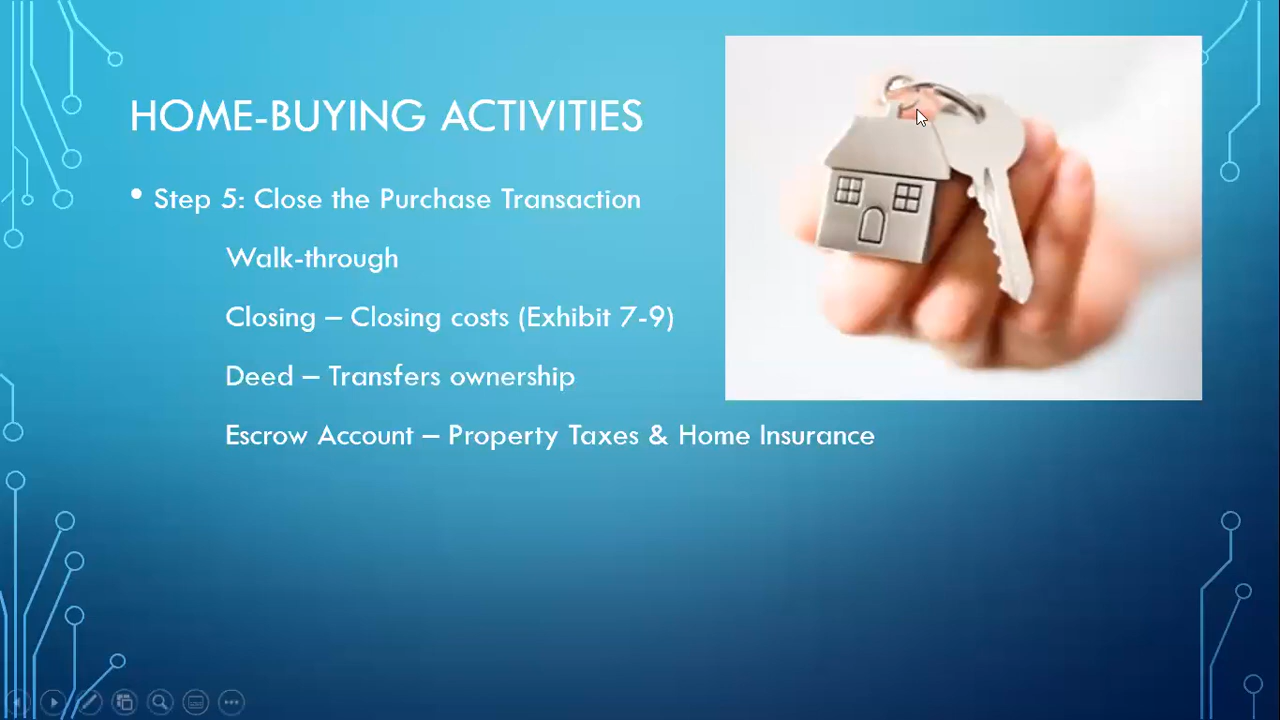 HOME-BUYING ACTIVITIES
• Step 5: Close the Purchase Transaction
Walk-through
Closing – Closing costs (Exhibit 7-9)
Deed – Transfers ownership
Escrow Account – Property Taxes & Home Insurance